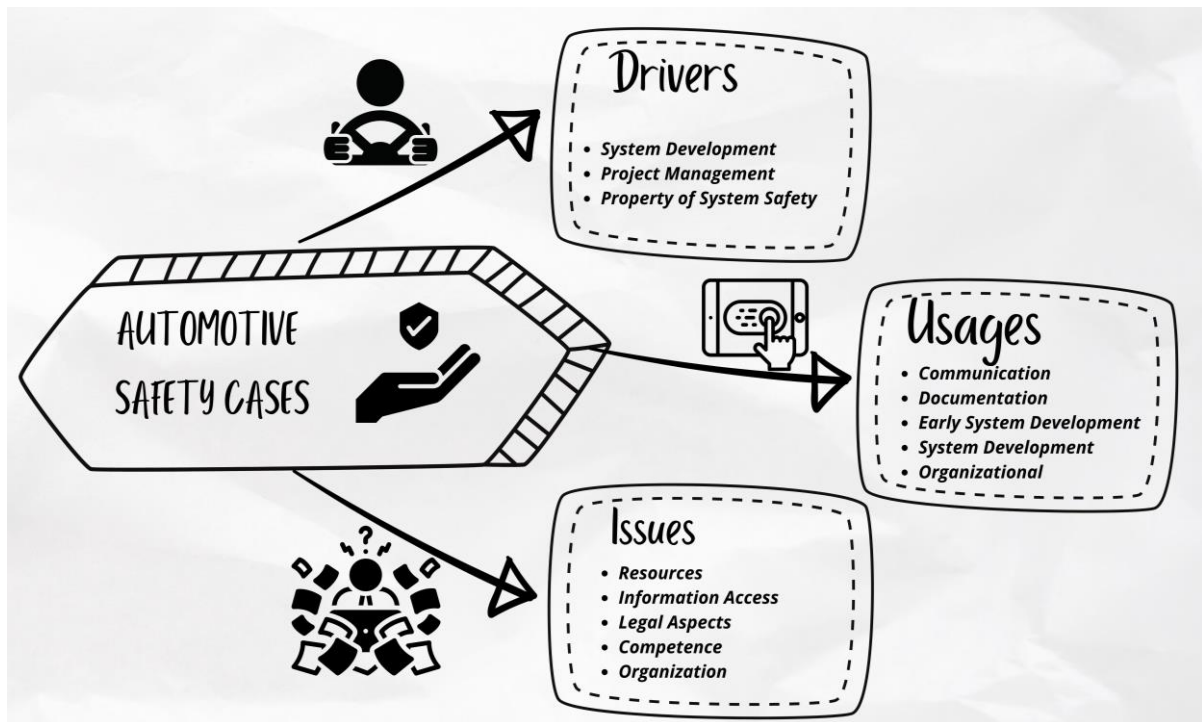 Drivers
• System Development
• Project Management
• Property of System Safety
AUTOMOTIVE
SAFETY CASES
Usages
• Communication
• Documentation
• Early System Development
• System Development
• Organizational
Issues
• Resources
• Information Access
• Legal Aspects
• Competence
• Organization
?